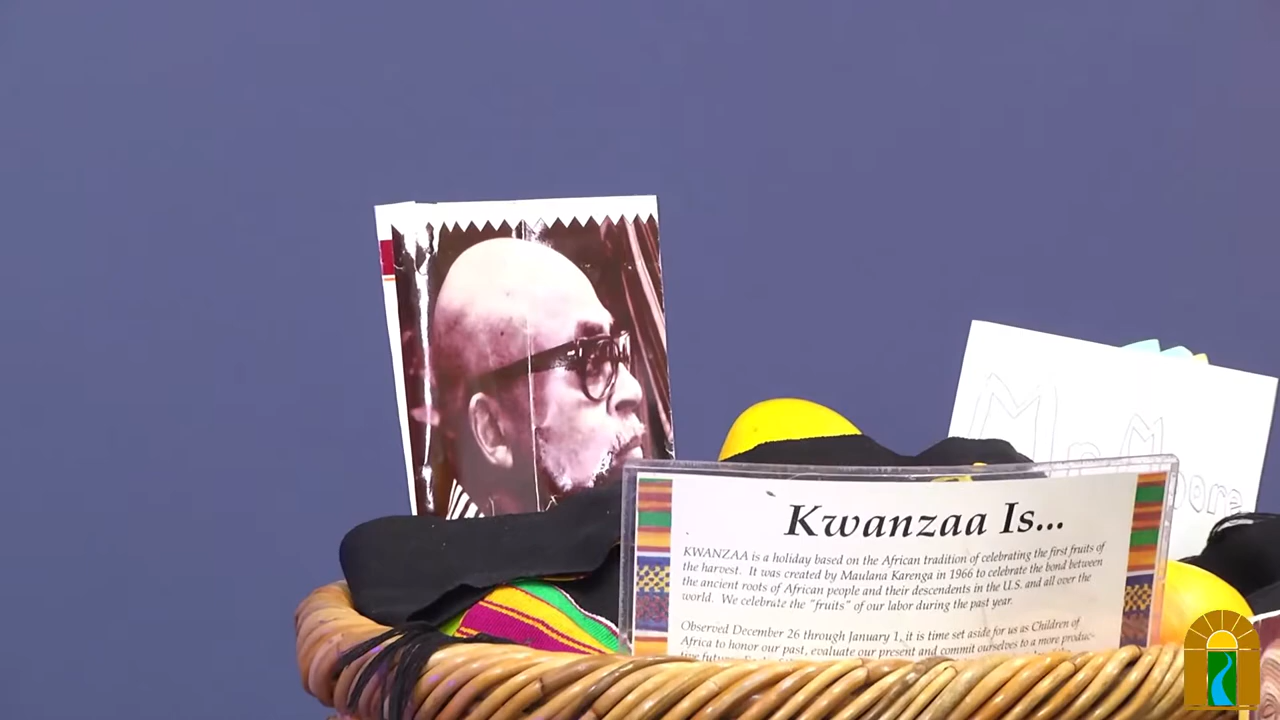 Mr. Moore
Kwanzaa Is...
KWANZAA is a holiday based on the African tradition of celebrating the first fruits of
the harvest. It was created by Maulana Karenga in 1966 to celebrate the bond between
the ancient roots of African people and their descendents in the U.S. and all over the
world. We celebrate the "fruits" of our labor during the past year.
Observed December 26 through January 1, it is time set aside for us as Children of
Africa to honor our past, evaluate our present and commit ourselves to a more produc-